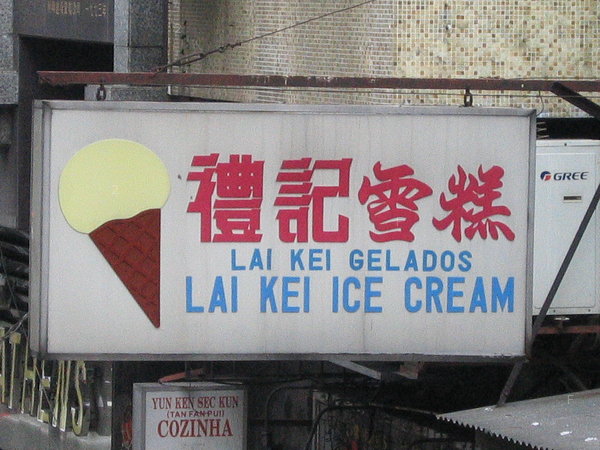 禮記雪糕
LAI KEI GELADOS
LAI KEI ICE CREAM
GREE
YUN KEN SEC KUN
(TAN FAN PUI)
COZINHA